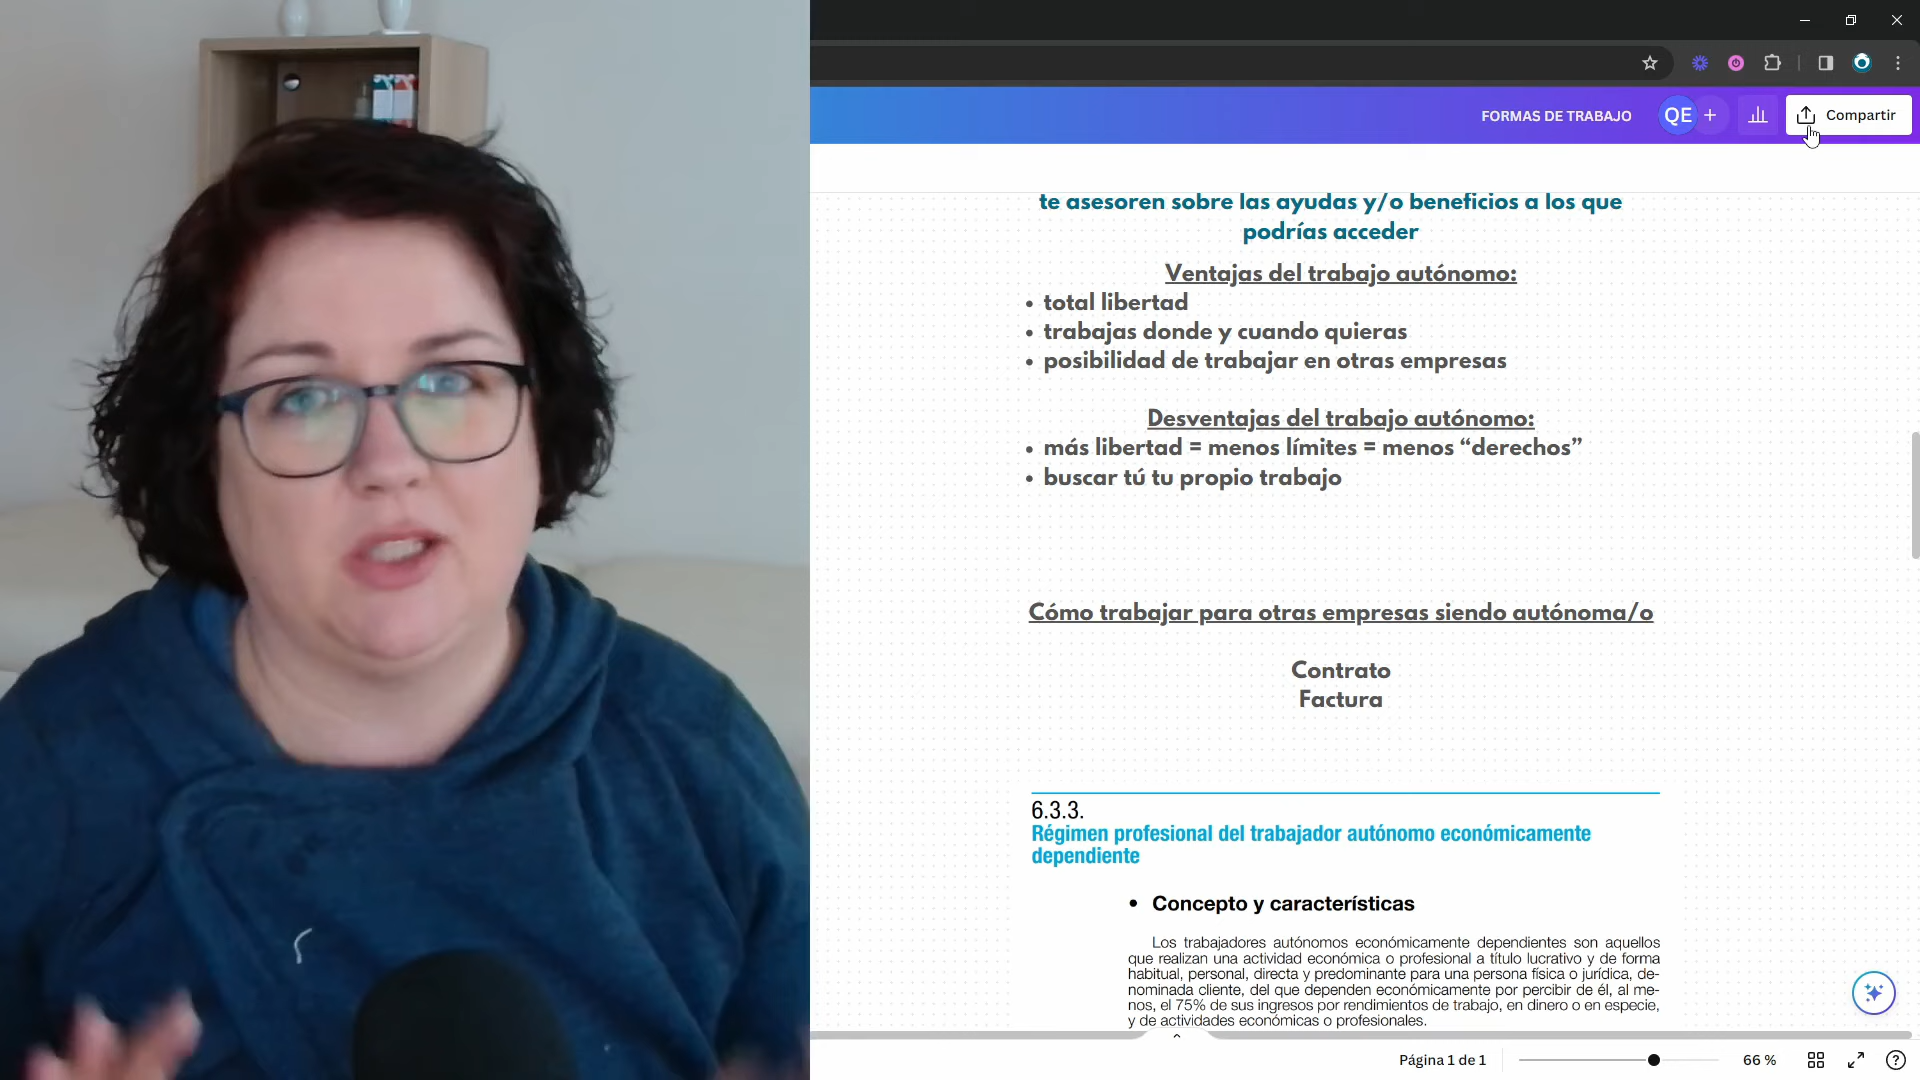 FORMAS DE TRABAJO
QE
Compartir
te asesoren sobre las ayudas y/o beneficios a los que
podrías acceder
Ventajas del trabajo autónomo:
• total libertad
• trabajas donde y cuando quieras
• posibilidad de trabajar en otras empresas
Desventajas del trabajo autónomo:
• más libertad = menos límites = menos “derechos”
• buscar tú tu propio trabajo
Cómo trabajar para otras empresas siendo autónoma/o
Contrato
Factura
6.3.3.
Régimen profesional del trabajador autónomo económicamente
dependiente
• Concepto y características
Los trabajadores autónomos económicamente dependientes son aquellos
que realizan una actividad económica o profesional a título lucrativo y de forma
habitual, personal, directa y predominante para una persona física o jurídica, de-
nominada cliente, del que dependen económicamente por percibir de él, al me-
nos, el 75% de sus ingresos por rendimientos de trabajo, en dinero o en especie,
y de actividades económicas o profesionales.
Página 1 de 1
66 %